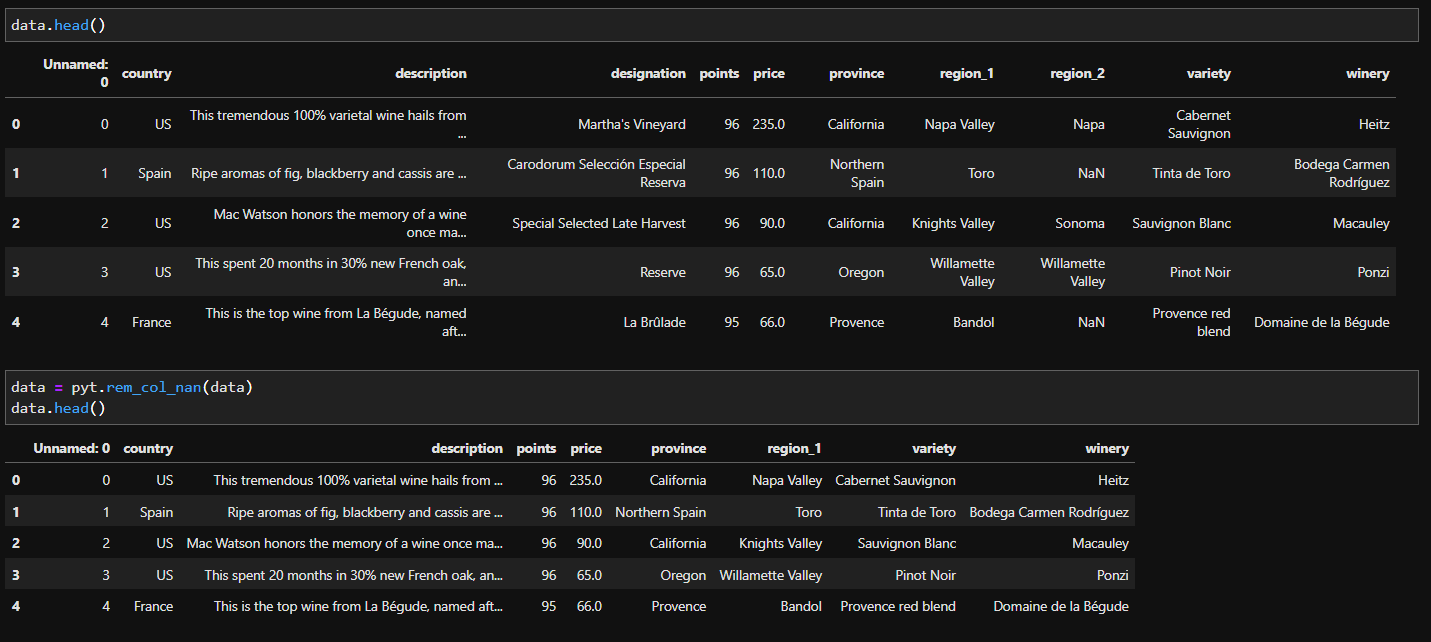 data.head()
Unnamed: 0 country description designation points price province region_1 region_2 variety winery
0 0 US This tremendous 100% varietal wine hails from ... Martha's Vineyard 96 235.0 California Napa Valley Napa Cabernet Sauvignon Heitz
1 1 Spain Ripe aromas of fig, blackberry and cassis are ... Carodorum Selección Especial Reserva 96 110.0 Northern Spain Toro NaN Tinta de Toro Bodega Carmen Rodríguez
2 2 US Mac Watson honors the memory of a wine once ma... Special Selected Late Harvest 96 90.0 California Knights Valley Sonoma Sauvignon Blanc Macauley
3 3 US This spent 20 months in 30% new French oak, an... Reserve 96 65.0 Oregon Willamette Valley Willamette Valley Pinot Noir Ponzi
4 4 France This is the top wine from La Bégude, named aft... La Brûlade 95 66.0 Provence Bandol NaN Provence red blend Domaine de la Bégude
data = pyt.rem_col_nan(data)
data.head()
Unnamed: 0 country description points price province region_1 variety winery
0 0 US This tremendous 100% varietal wine hails from ... 96 235.0 California Napa Valley Cabernet Sauvignon Heitz
1 1 Spain Ripe aromas of fig, blackberry and cassis are ... 96 110.0 Northern Spain Toro Tinta de Toro Bodega Carmen Rodríguez
2 2 US Mac Watson honors the memory of a wine once ma... 96 90.0 California Knights Valley Sauvignon Blanc Macauley
3 3 US This spent 20 months in 30% new French oak, an... 96 65.0 Oregon Willamette Valley Pinot Noir Ponzi
4 4 France This is the top wine from La Bégude, named aft... 95 66.0 Provence Bandol Provence red blend Domaine de la Bégude